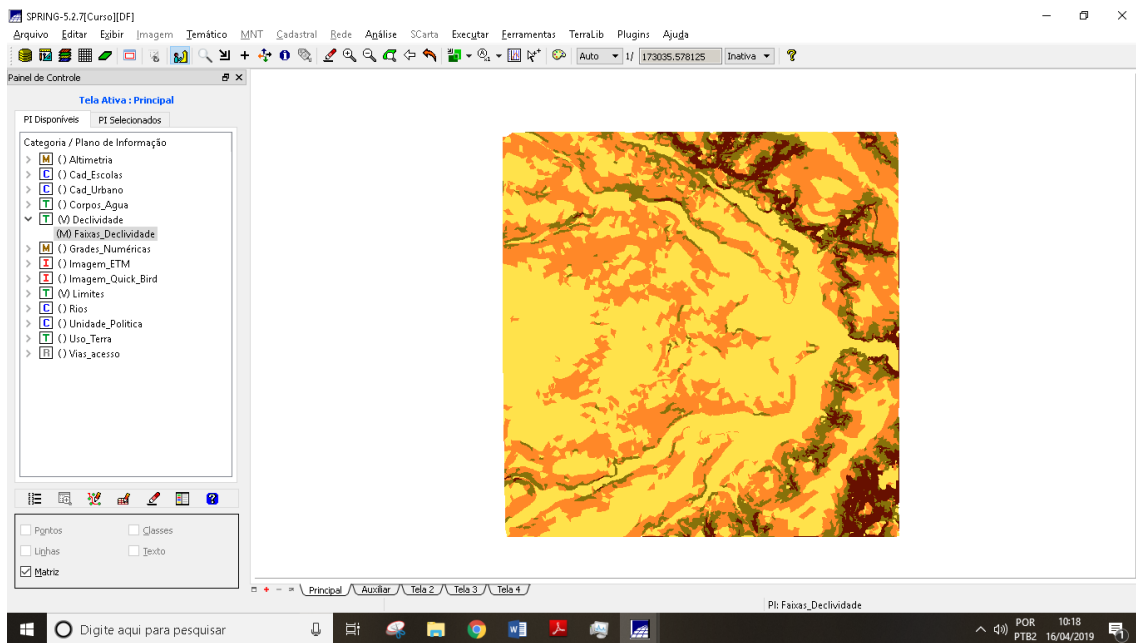 SPRING-5.2.7[Curso][DF]
Arquivo Editar Exibir Imagem Temático MNT Cadastral Rede Análise SCarta Executar Ferramentas TerraLib Plugins Ajuda
Auto 1/ 173035.578125 Inativa
Painel de Controle
Tela Ativa : Principal
PI Disponíveis PI Selecionados
Categoria / Plano de Informação
M () Altimetria
C () Cad_Escolas
C () Cad_Urbano
T () Corpos_Agua
T (V) Declividade
(M) Faixas_Declividade
M () Grades_Numéricas
I () Imagem_ETM
I () Imagem_Quick_Bird
T (V) Limites
C () Rios
C () Unidade_Politica
T () Uso_Terra
R () Vias_acesso
Pontos Classes
Linhas Texto
Matriz
Principal Auxiliar Tela 2 Tela 3 Tela 4
PI: Faixas_Declividade
Digite aqui para pesquisar
POR 10:18
PTB2 16/04/2019